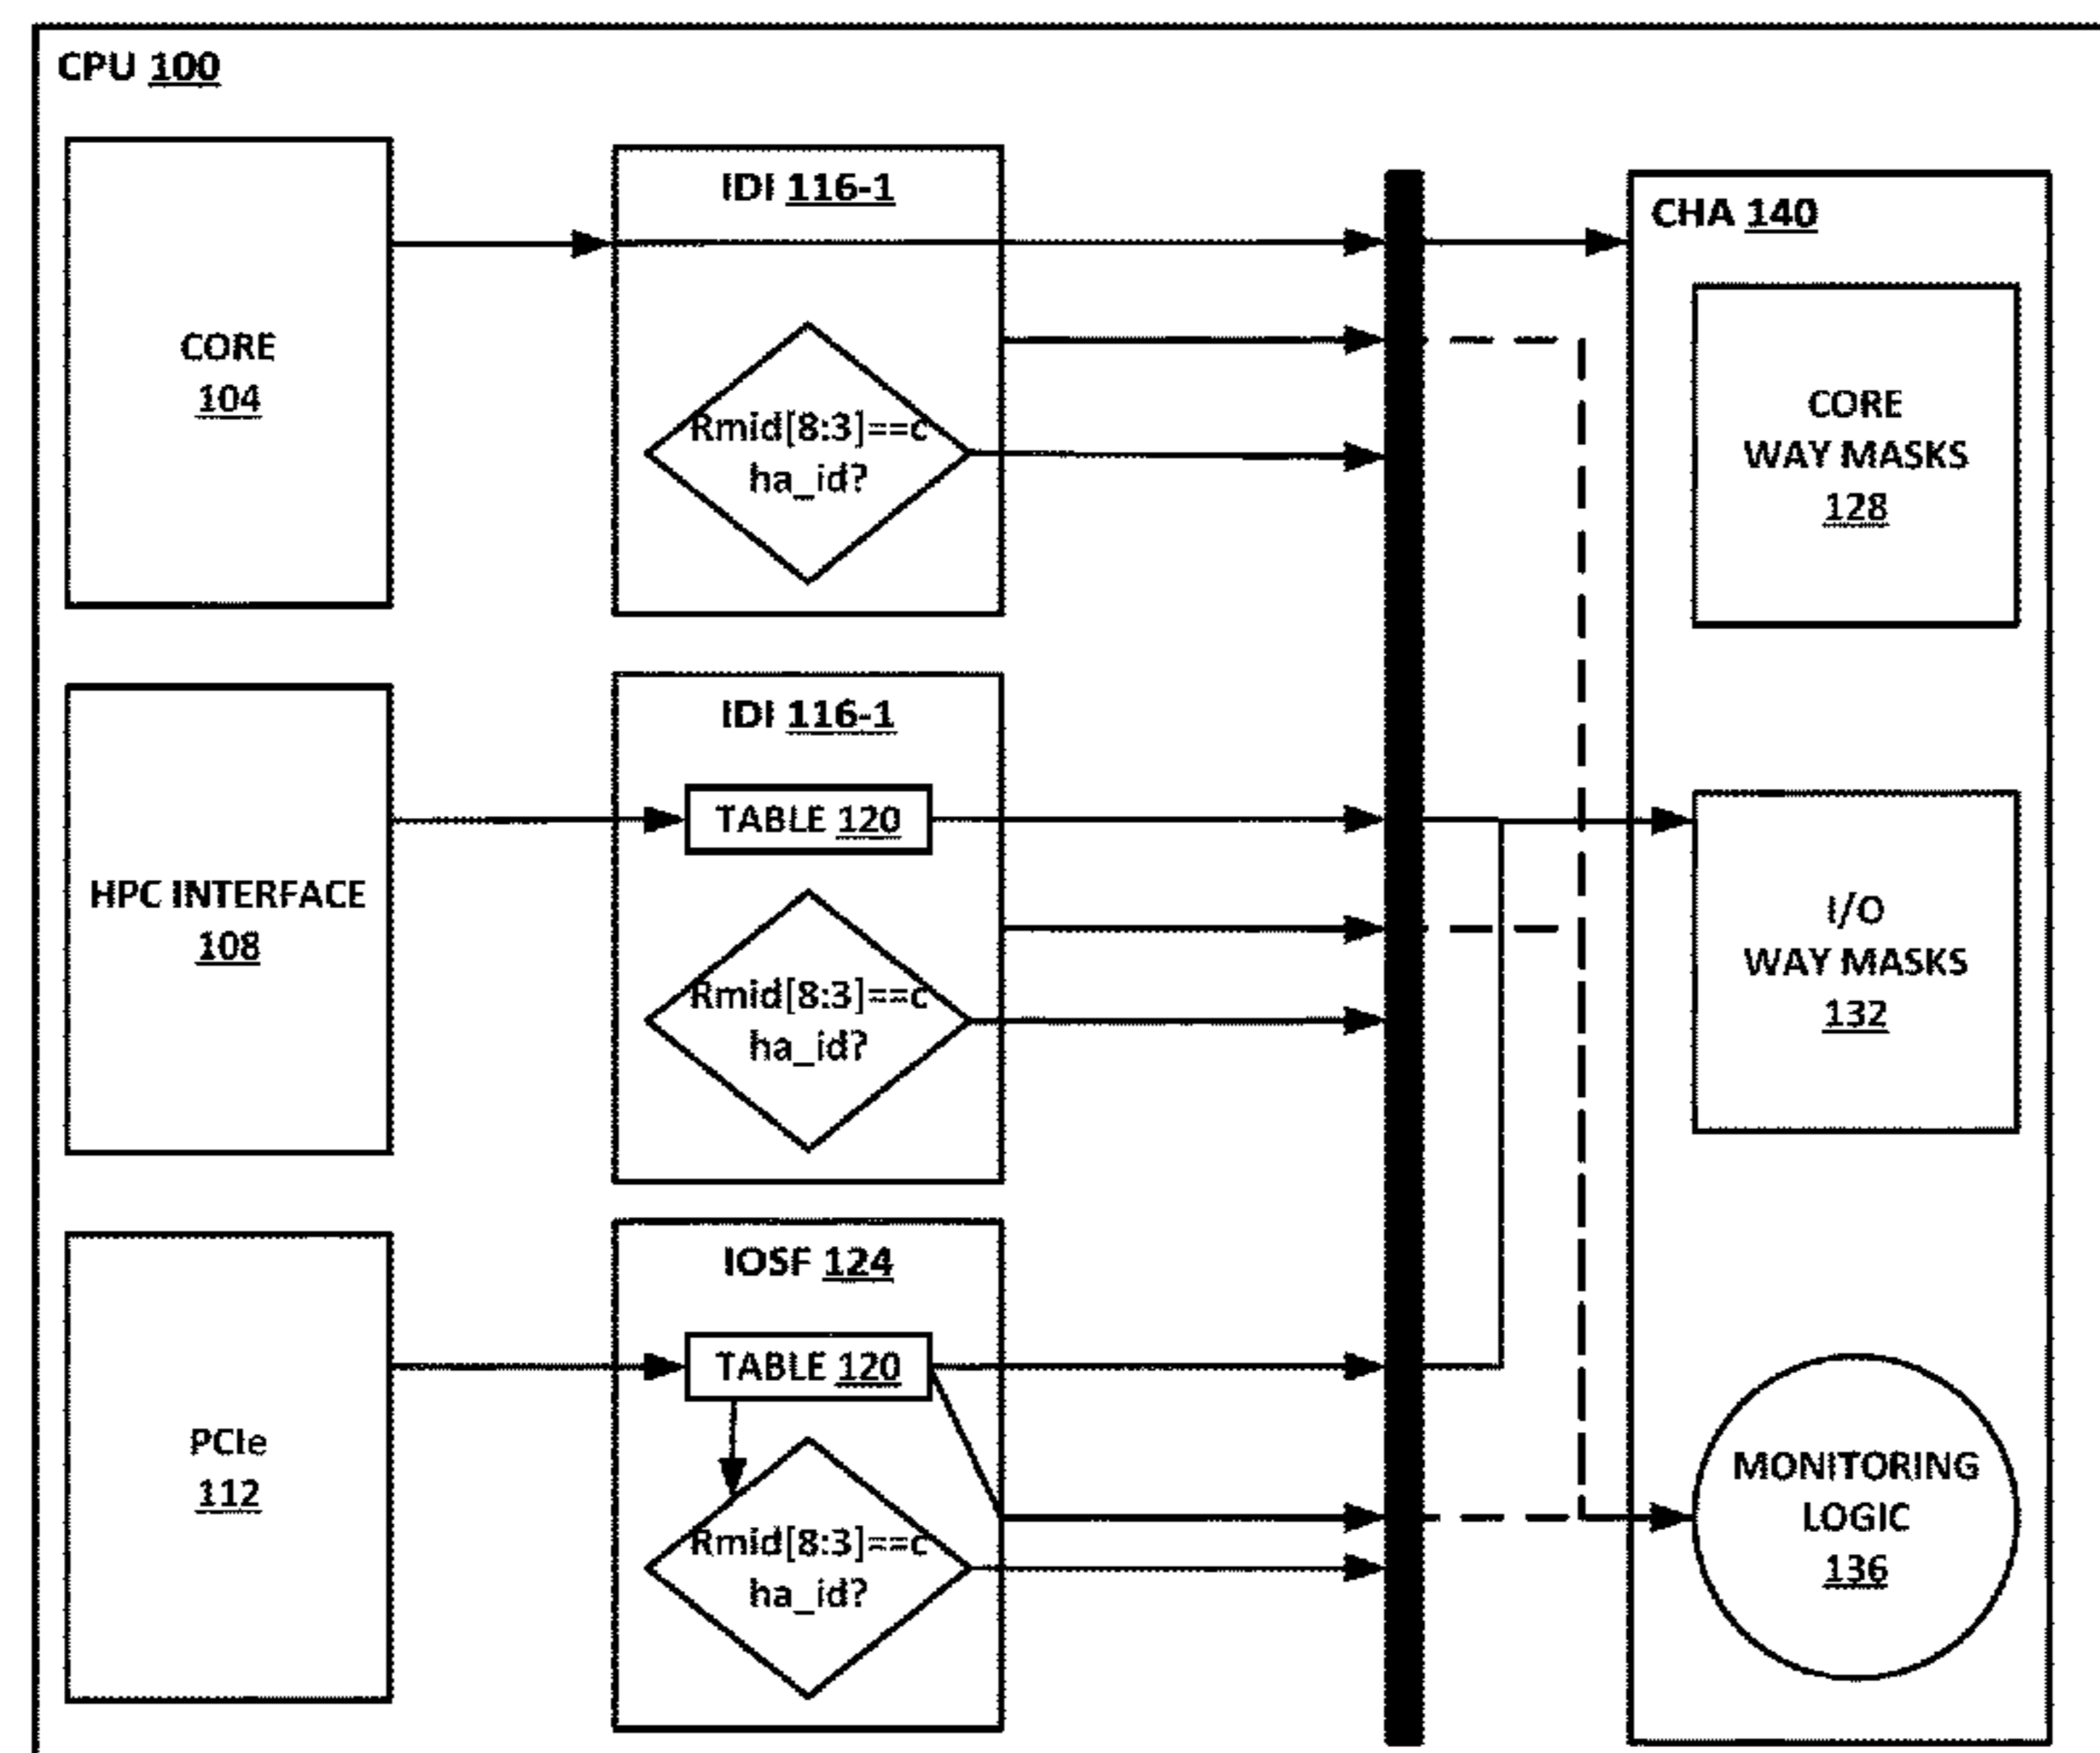 CPU 100
CORE
104
IDI 116-1
Rmid[8:3]==c
ha_id?
CHA 140
CORE
WAY MASKS
128
HPC INTERFACE
108
IDI 116-1
TABLE 120
Rmid[8:3]==c
ha_id?
I/O
WAY MASKS
132
PCIe
112
IOSF 124
TABLE 120
Rmid[8:3]==c
ha_id?
MONITORING
LOGIC
136